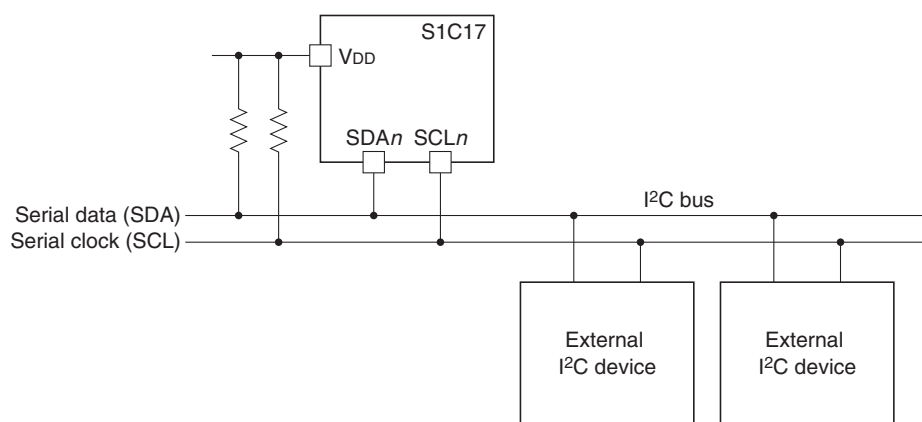 S1C17
VDD
SDAn SCLn
Serial data (SDA)
I²C bus
Serial clock (SCL)
External
I²C device
External
I²C device